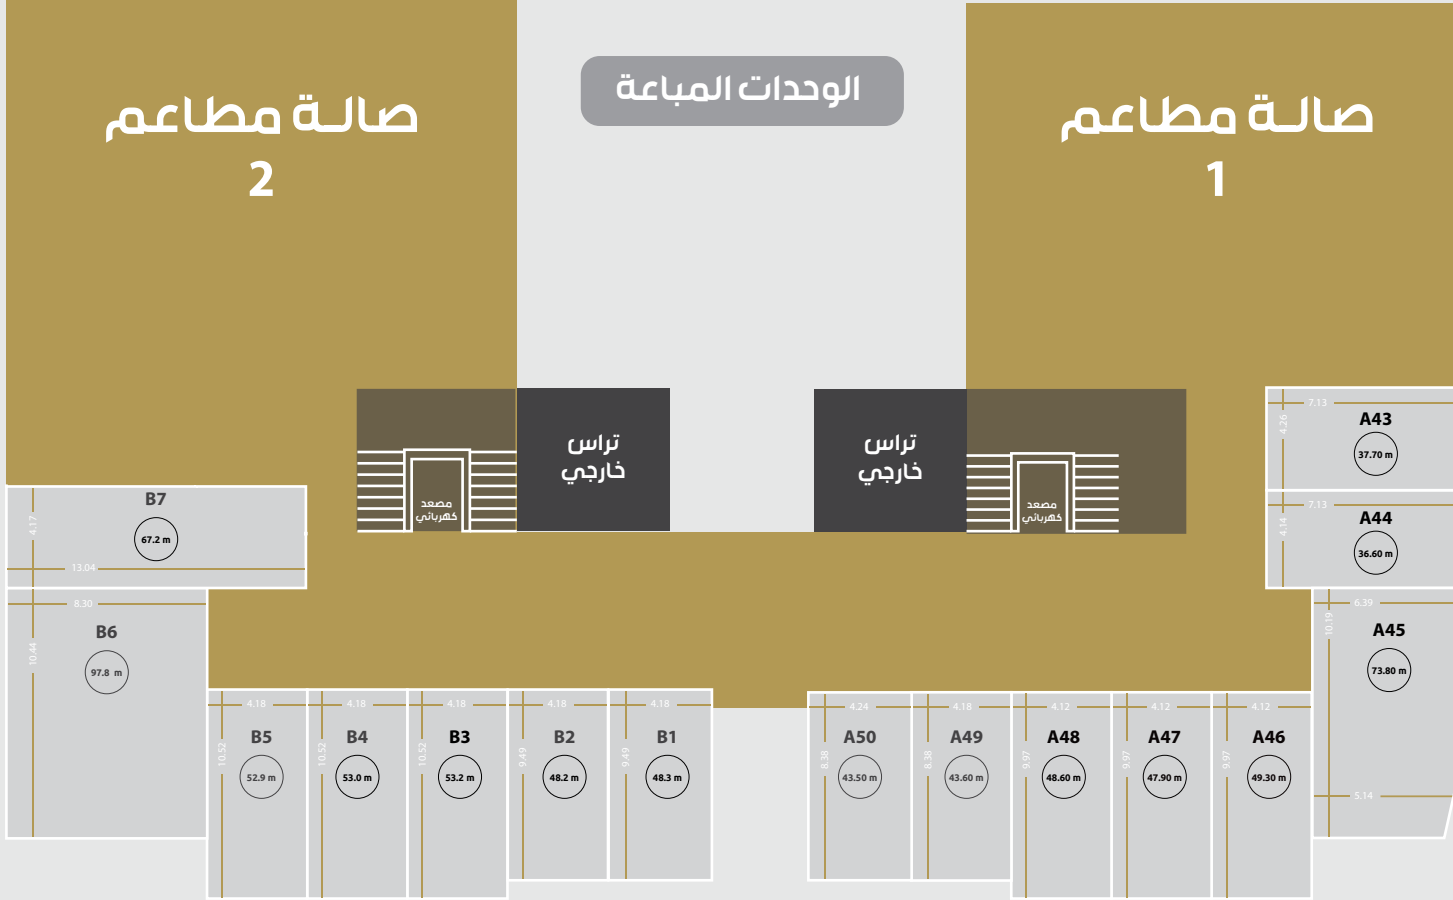 الوحدات المباعة
صالة مطاعم
1
صالة مطاعم
2
تراس
خارجي
تراس
خارجي
مصعد
كهربائي
مصعد
كهربائي
7.13
4.26
A43
37.70 m
7.13
4.14
A44
36.60 m
6.39
10.19
A45
73.80 m
5.14
B7
4.17
67.2 m
13.04
8.30
B6
10.44
97.8 m
4.18
B5
10.52
52.9 m
4.18
B4
10.52
53.0 m
4.18
B3
10.52
53.2 m
4.18
B2
9.49
48.2 m
4.18
B1
9.49
48.3 m
4.24
A50
8.38
43.50 m
4.18
A49
8.38
43.60 m
4.12
A48
9.97
48.60 m
4.12
A47
9.97
47.90 m
4.12
A46
9.97
49.30 m